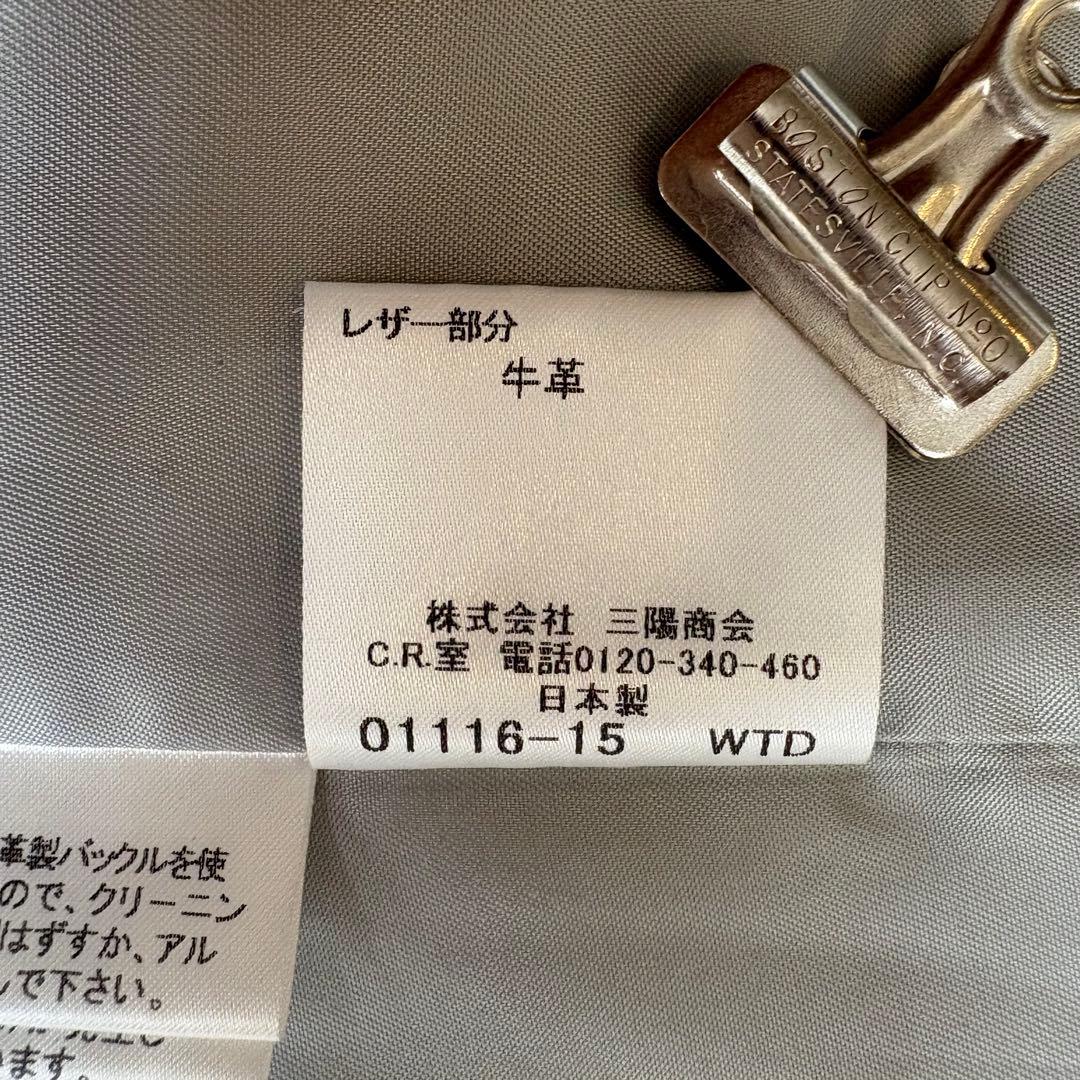 BOSTON CLIP Nº0
STATESVILLE, N.C.
レザー部分
牛革
株式会社 三陽商会
C.R.室 電話0120-340-460
日本製
01116-15 WTD
革製バックルを使
ので、クリーニン
はずすか、アル
して下さい。
います。